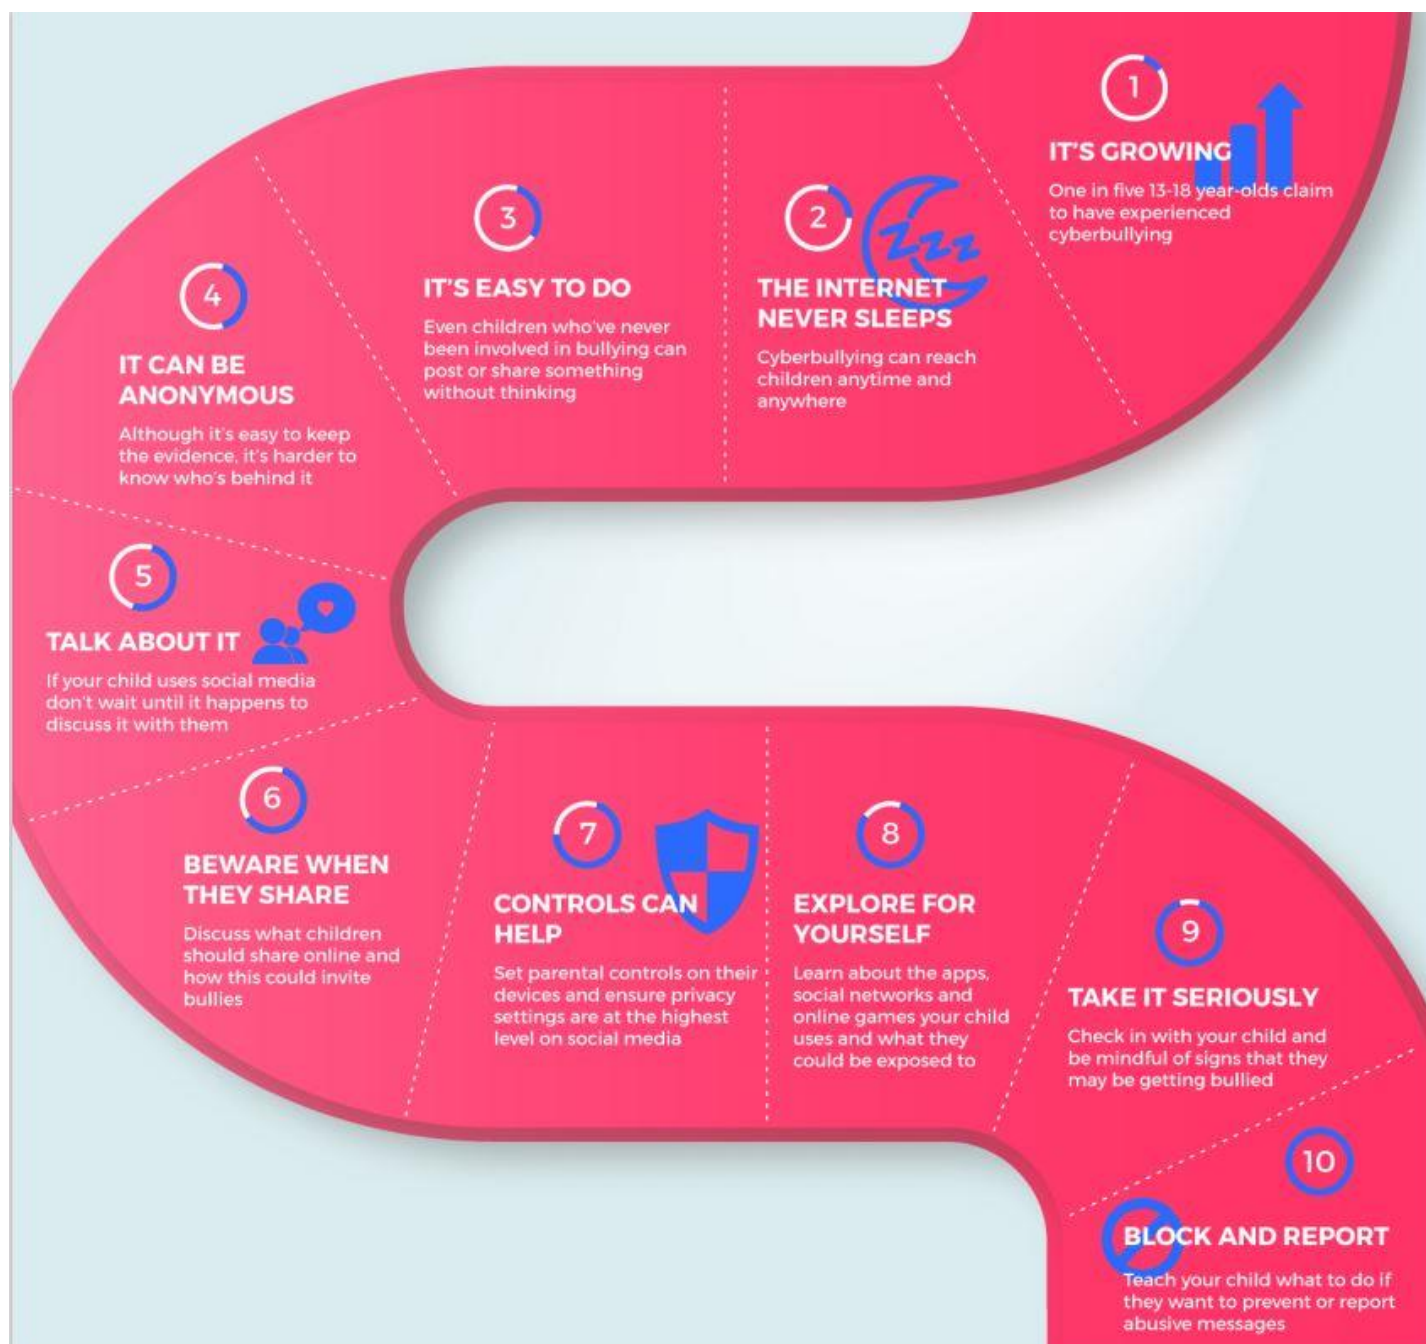 1
IT'S GROWING
One in five 13-18 year-olds claim
to have experienced
cyberbullying
2
zzz
THE INTERNET
NEVER SLEEPS
Cyberbullying can reach
children anytime and
anywhere
3
IT'S EASY TO DO
Even children who've never
been involved in bullying can
post or share something
without thinking
4
IT CAN BE
ANONYMOUS
Although it's easy to keep
the evidence, it's harder to
know who's behind it
5
TALK ABOUT IT
If your child uses social media
don't wait until it happens to
discuss it with them
6
BEWARE WHEN
THEY SHARE
Discuss what children
should share online and
how this could invite
bullies
7
CONTROLS CAN
HELP
Set parental controls on their
devices and ensure privacy
settings are at the highest
level on social media
8
EXPLORE FOR
YOURSELF
Learn about the apps,
social networks and
online games your child
uses and what they
could be exposed to
9
TAKE IT SERIOUSLY
Check in with your child and
be mindful of signs that they
may be getting bullied
10
BLOCK AND REPORT
Teach your child what to do if
they want to prevent or report
abusive messages